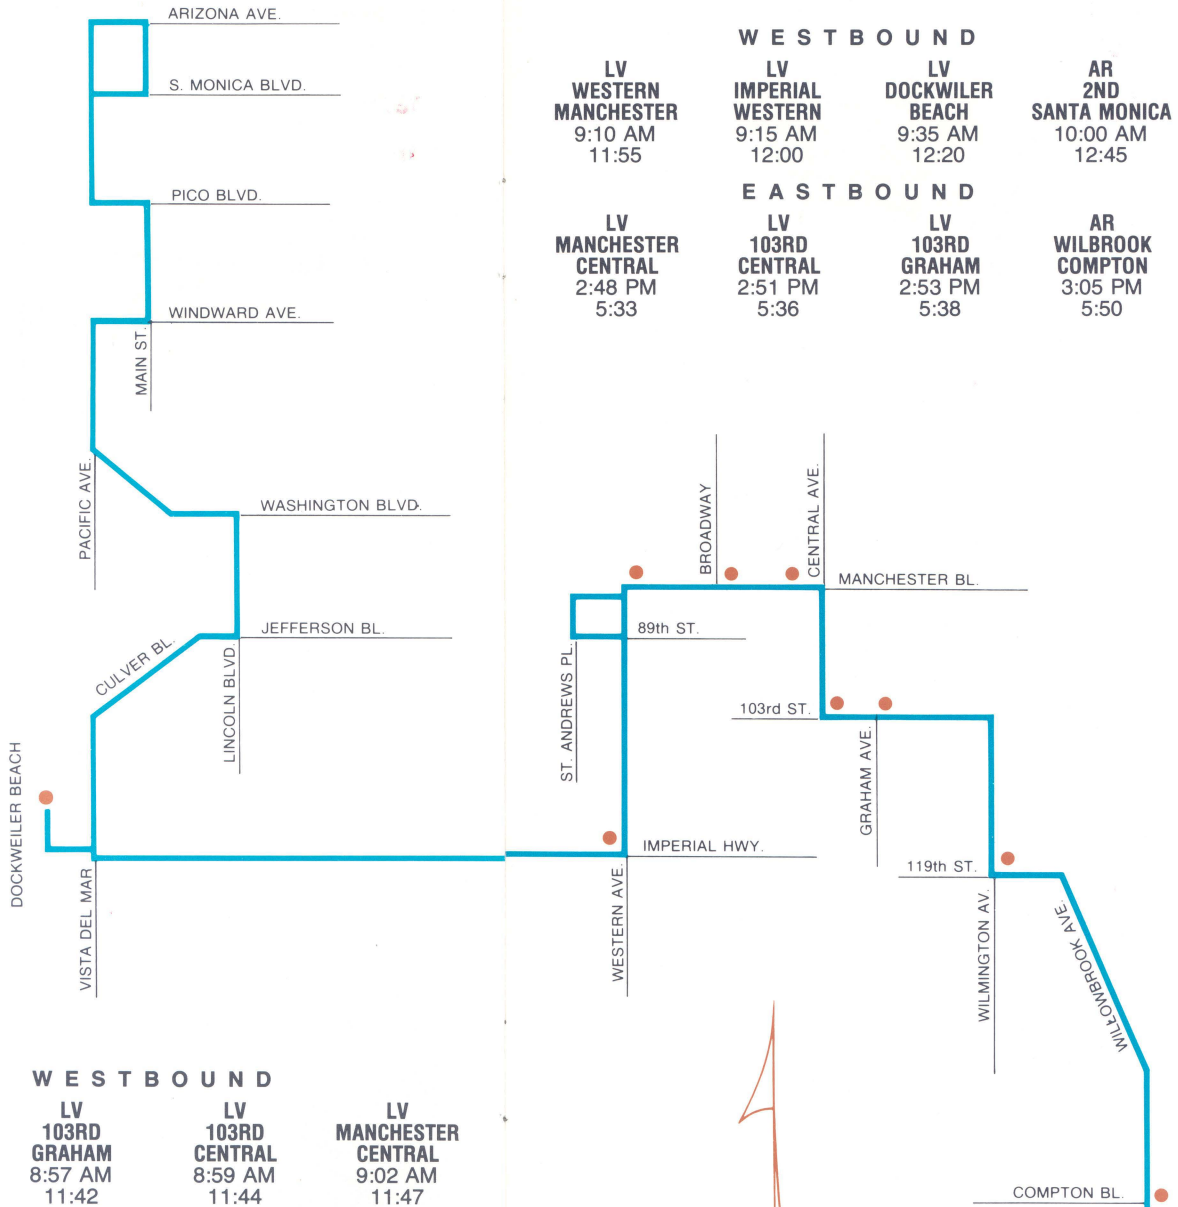 ARIZONA AVE.
S. MONICA BLVD.
PICO BLVD.
WINDWARD AVE.
MAIN ST.
PACIFIC AVE.
WASHINGTON BLVD.
JEFFERSON BL.
CULVER BL.
LINCOLN BLVD.
DOCKWEILER BEACH
VISTA DEL MAR
WESTBOUND
LV LV LV AR
WESTERN IMPERIAL DOCKWILER 2ND
MANCHESTER WESTERN BEACH SANTA MONICA
9:10 AM 9:15 AM 9:35 AM 10:00 AM
11:55 12:00 12:20 12:45
EASTBOUND
LV LV LV AR
MANCHESTER 103RD 103RD WILBROOK
CENTRAL CENTRAL GRAHAM COMPTON
2:48 PM 2:51 PM 2:53 PM 3:05 PM
5:33 5:36 5:38 5:50
BROADWAY
CENTRAL AVE.
MANCHESTER BL.
89th ST.
ST. ANDREWS PL.
103rd ST.
GRAHAM AVE.
IMPERIAL HWY.
WESTERN AVE.
119th ST.
WILMINGTON AV.
WILLOWBROOK AVE.
COMPTON BL.
WESTBOUND
LV LV LV
103RD 103RD MANCHESTER
GRAHAM CENTRAL CENTRAL
8:57 AM 8:59 AM 9:02 AM
11:42 11:44 11:47